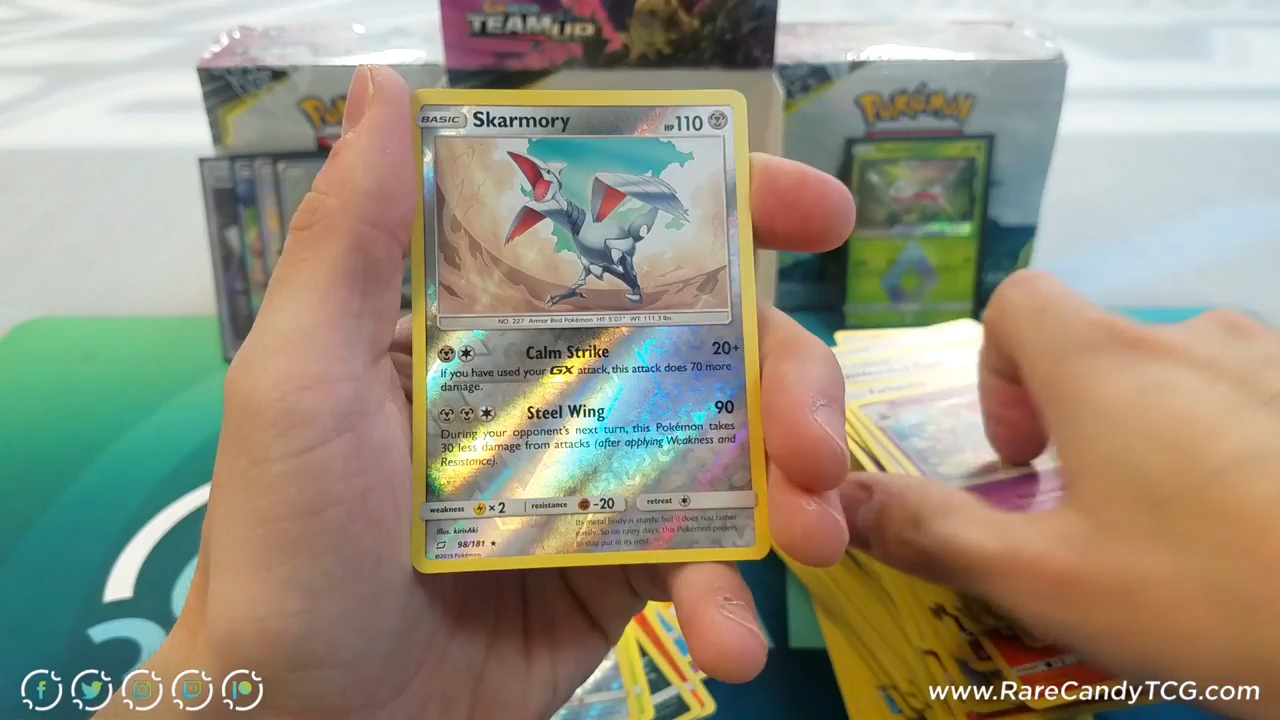 TEAM UP
POKÉMON
BASIC Skarmory HP 110
NO. 227 Armor Bird Pokémon HT: 5'07" WT: 111.3 lbs.
Calm Strike 20+
If you have used your GX attack, this attack does 70 more
damage.
Steel Wing 90
During your opponent's next turn, this Pokémon takes
30 less damage from attacks (after applying Weakness and
Resistance).
weakness ×2 resistance -20 retreat
Illus. kirisAki
98/181 ★
©2019 Pokémon
Its metal body is sturdy, but it does rust rather
easily. So on rainy days, this Pokémon prefers
to stay put in its nest.
www.RareCandyTCG.com